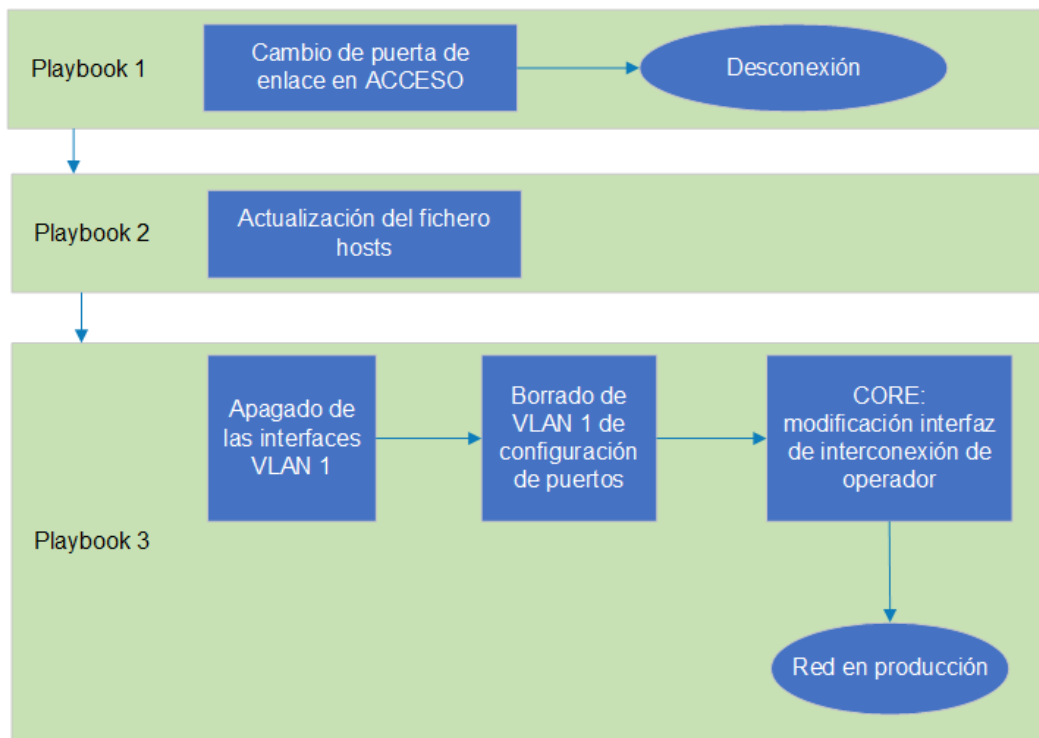 Playbook 1
Cambio de puerta de
enlace en ACCESO
Desconexión
Playbook 2
Actualización del fichero
hosts
Playbook 3
Apagado de
las interfaces
VLAN 1
Borrado de
VLAN 1 de
configuración
de puertos
CORE:
modificación interfaz
de interconexión de
operador
Red en producción